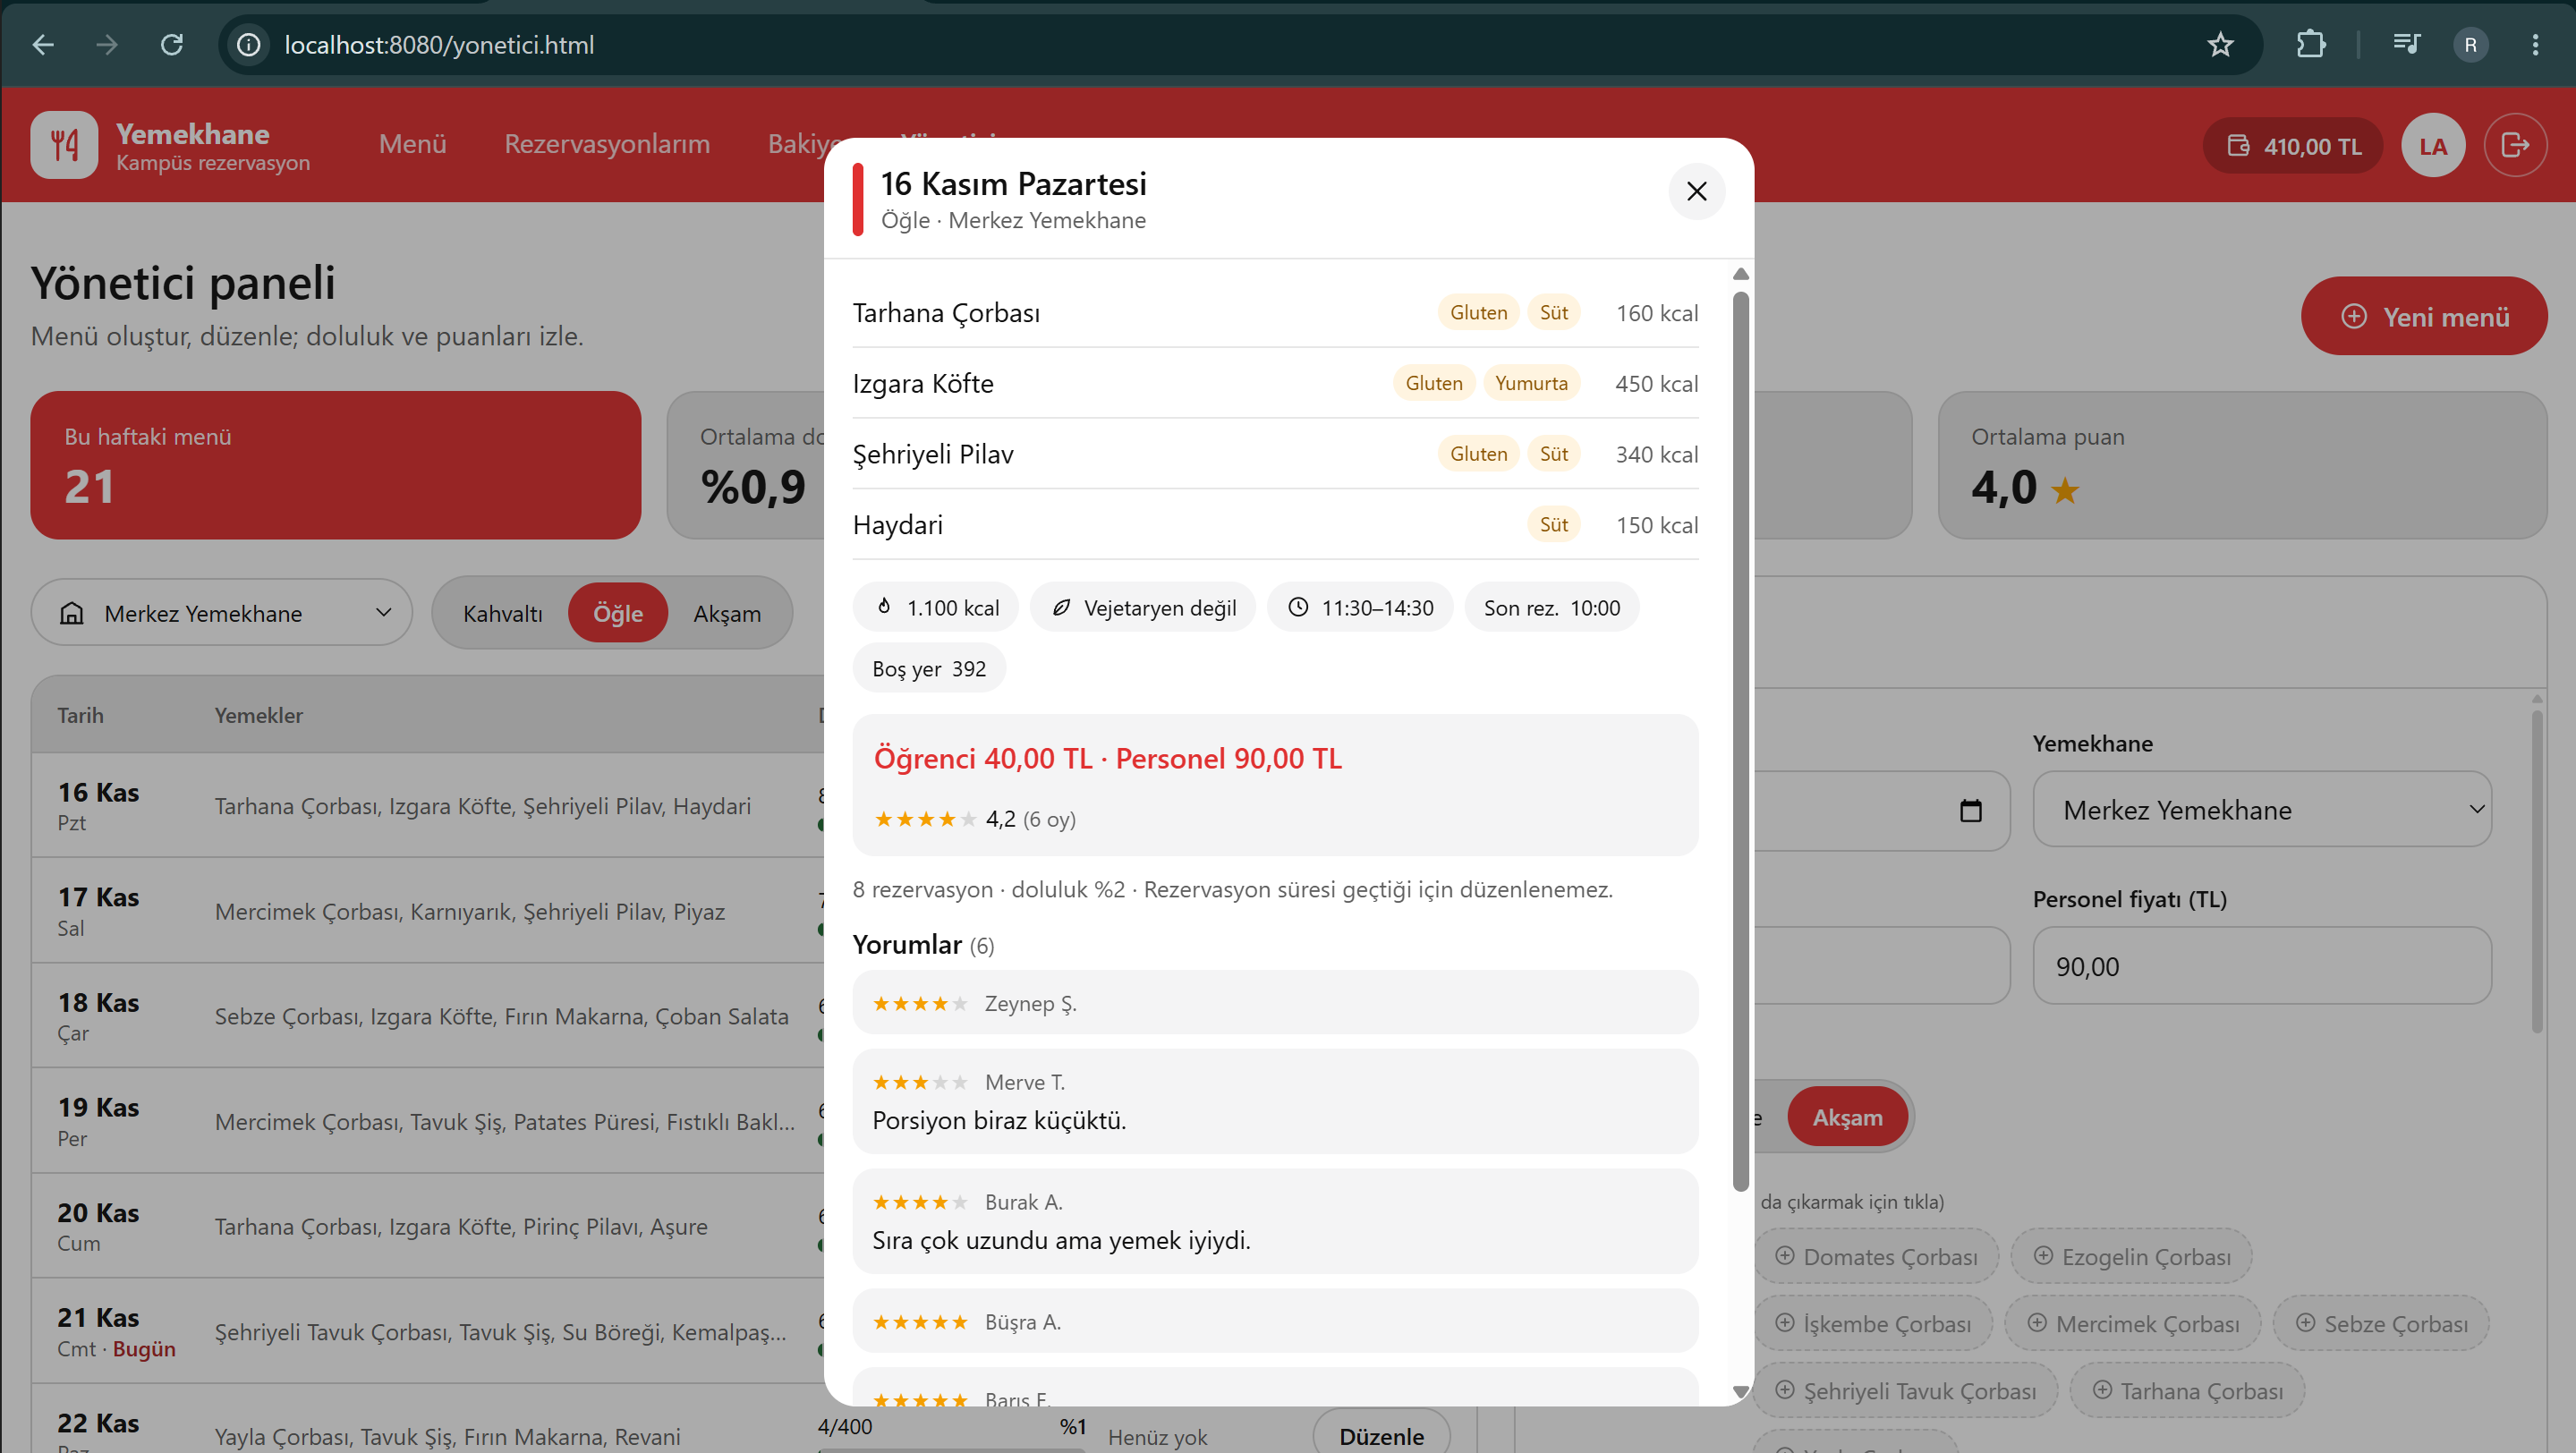 localhost:8080/yonetici.html
R
Yemekhane
Kampüs rezervasyon
Menü
Rezervasyonlarım
Bakiye
410,00 TL
LA
Yönetici paneli
Menü oluştur, düzenle; doluluk ve puanları izle.
Yeni menü
Bu haftaki menü
21
Ortalama
%0,9
Ortalama puan
4,0
Merkez Yemekhane
Kahvaltı
Öğle
Akşam
Tarih
Yemekler
16 Kas
Pzt
Tarhana Çorbası, Izgara Köfte, Şehriyeli Pilav, Haydari
17 Kas
Sal
Mercimek Çorbası, Karnıyarık, Şehriyeli Pilav, Piyaz
18 Kas
Çar
Sebze Çorbası, Izgara Köfte, Fırın Makarna, Çoban Salata
19 Kas
Per
Mercimek Çorbası, Tavuk Şiş, Patates Püresi, Fıstıklı Bakl...
20 Kas
Cum
Tarhana Çorbası, Izgara Köfte, Pirinç Pilavı, Aşure
21 Kas
Cmt · Bugün
Şehriyeli Tavuk Çorbası, Tavuk Şiş, Su Böreği, Kemalpaş...
22 Kas
Yayla Çorbası, Tavuk Şiş, Fırın Makarna, Revani
4/400
%1
Henüz yok
Düzenle
16 Kasım Pazartesi
Öğle · Merkez Yemekhane
Tarhana Çorbası Gluten Süt 160 kcal
Izgara Köfte Gluten Yumurta 450 kcal
Şehriyeli Pilav Gluten Süt 340 kcal
Haydari Süt 150 kcal
1.100 kcal
Vejetaryen değil
11:30–14:30
Son rez. 10:00
Boş yer 392
Öğrenci 40,00 TL · Personel 90,00 TL
4,2 (6 oy)
8 rezervasyon · doluluk %2 · Rezervasyon süresi geçtiği için düzenlenemez.
Yorumlar (6)
Zeynep Ş.
Merve T.
Porsiyon biraz küçüktü.
Burak A.
Sıra çok uzundu ama yemek iyiydi.
Büşra A.
Barış E.
Yemekhane
Merkez Yemekhane
Personel fiyatı (TL)
90,00
Akşam
da çıkarmak için tıkla)
Domates Çorbası
Ezogelin Çorbası
İşkembe Çorbası
Mercimek Çorbası
Sebze Çorbası
Şehriyeli Tavuk Çorbası
Tarhana Çorbası